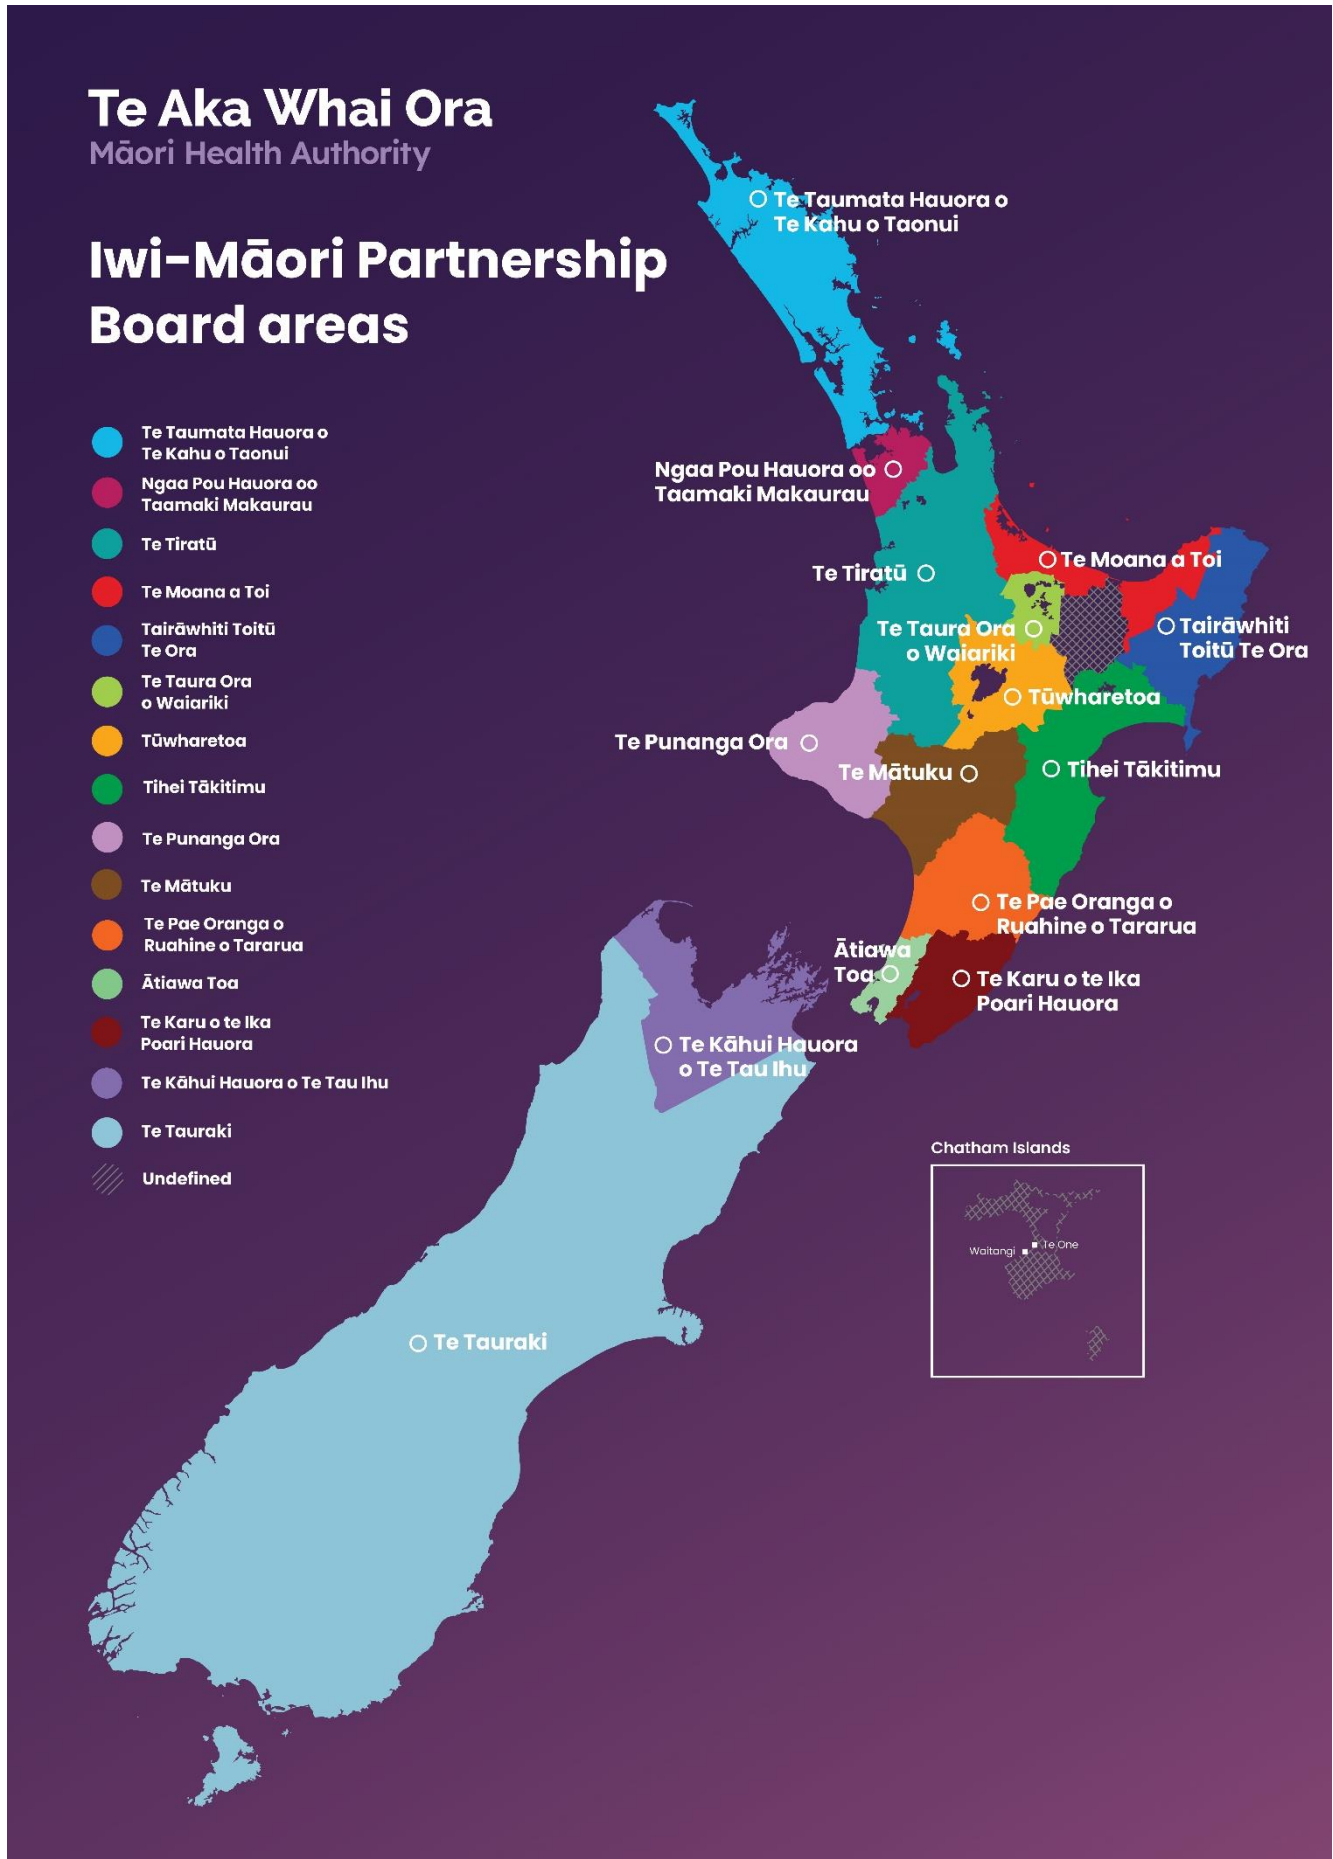 Te Aka Whai Ora
Māori Health Authority
Iwi-Māori Partnership
Board areas
Te Taumata Hauora o
Te Kahu o Taonui
Ngaa Pou Hauora oo
Taamaki Makaurau
Te Tiratū
Te Moana a Toi
Tairāwhiti Toitū
Te Ora
Te Taura Ora
o Waiariki
Tūwharetoa
Tihei Tākitimu
Te Punanga Ora
Te Mātuku
Te Pae Oranga o
Ruahine o Tararua
Ātiawa Toa
Te Karu o te Ika
Poari Hauora
Te Kāhui Hauora o Te Tau Ihu
Te Tauraki
Undefined
Te Taumata Hauora o
Te Kahu o Taonui
Ngaa Pou Hauora oo
Taamaki Makaurau
Te Moana a Toi
Te Tiratū
Te Taura Ora
o Waiariki
Tairāwhiti
Toitū Te Ora
Tūwharetoa
Te Punanga Ora
Te Mātuku
Tihei Tākitimu
Te Pae Oranga o
Ruahine o Tararua
Ātiawa
Toa
Te Karu o te Ika
Poari Hauora
Te Kāhui Hauora
o Te Tau Ihu
Te Tauraki
Chatham Islands
Te One
Waitangi